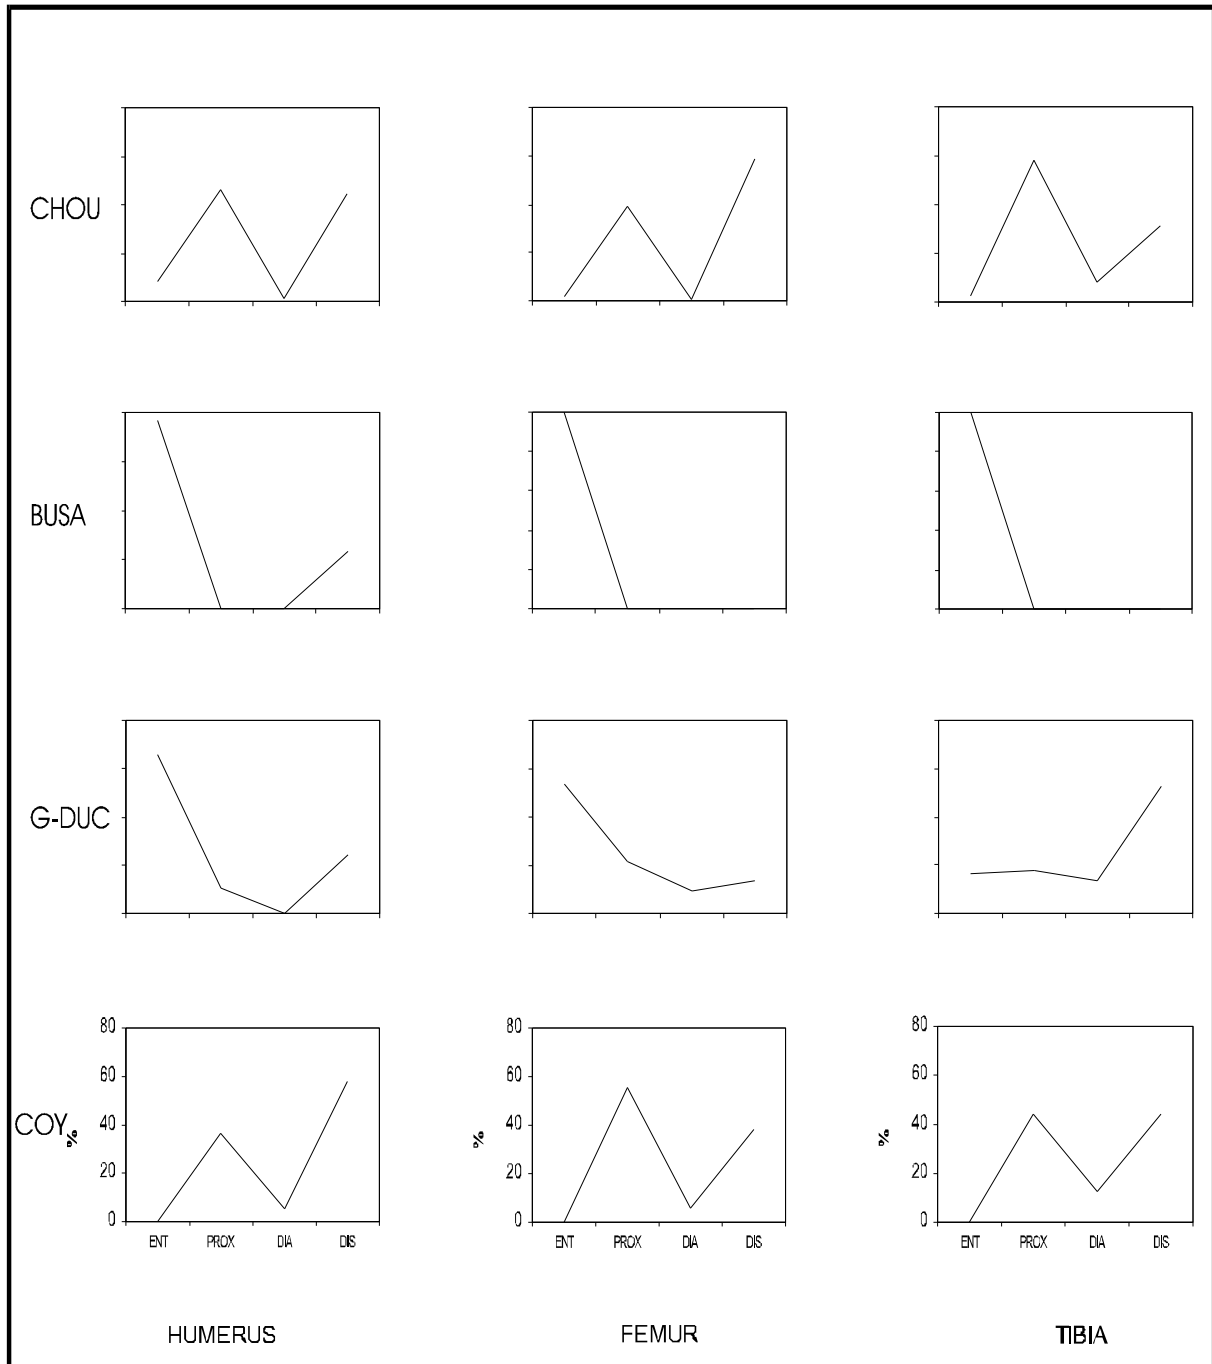 CHOU
BUSA
G-DUC
80 80 80
60 60 60
COY % 40 % 40 % 40
20 20 20
0 0 0
ENT PROX DIA DIS ENT PROX DIA DIS ENT PROX DIA DIS
HUMERUS FEMUR TIBIA